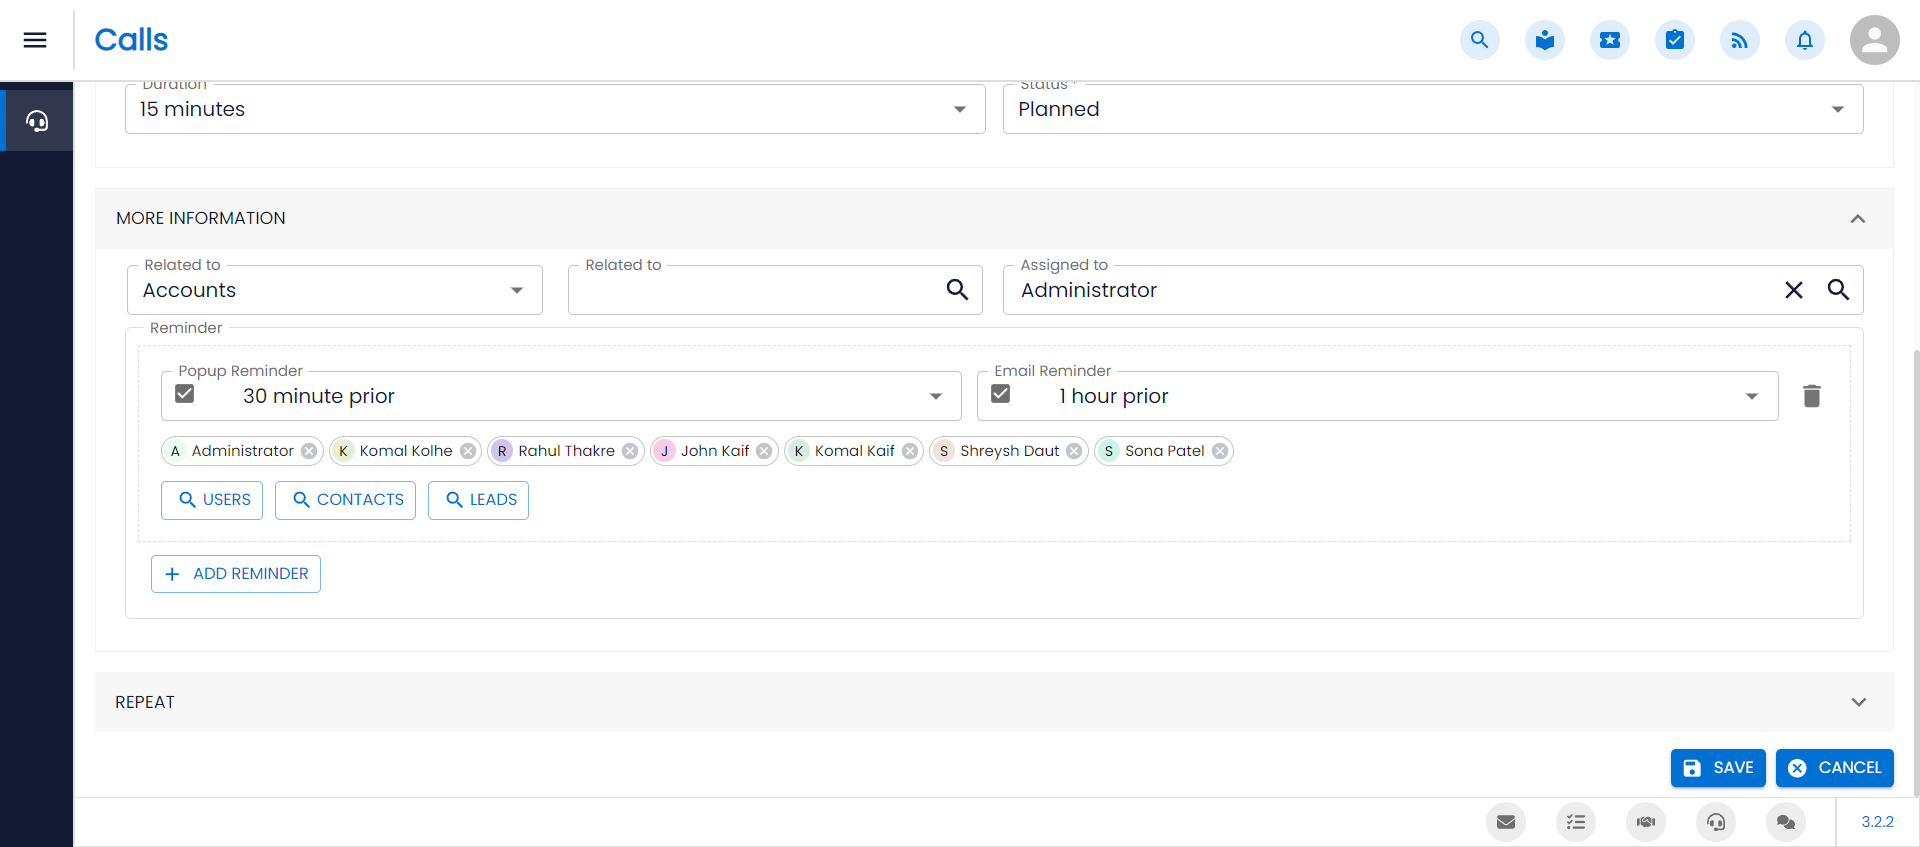 Calls
Duration
15 minutes
Status *
Planned
MORE INFORMATION
Related to
Accounts
Related to
Assigned to
Administrator
Reminder
Popup Reminder
30 minute prior
Email Reminder
1 hour prior
A Administrator K Komal Kolhe R Rahul Thakre J John Kaif K Komal Kaif S Shreysh Daut S Sona Patel
USERS CONTACTS LEADS
ADD REMINDER
REPEAT
SAVE CANCEL
3.2.2